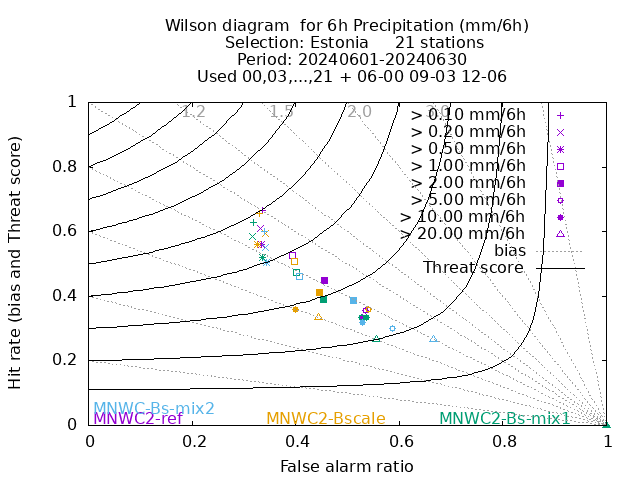 Wilson diagram  for 6h Precipitation (mm/6h)
Selection: Estonia     21 stations
Period: 20240601-20240630
Used 00,03,...,21 + 06-00 09-03 12-06
1.2 1.5 2.0 3.0
> 0.10 mm/6h
> 0.20 mm/6h
> 0.50 mm/6h
> 1.00 mm/6h
> 2.00 mm/6h
> 5.00 mm/6h
> 10.00 mm/6h
> 20.00 mm/6h
bias
Threat score
Hit rate (bias and Threat score)
1
0.8
0.6
0.4
0.2
0
MNWC-Bs-mix2
MNWC2-ref MNWC2-Bscale MNWC2-Bs-mix1
0 0.2 0.4 0.6 0.8 1
False alarm ratio